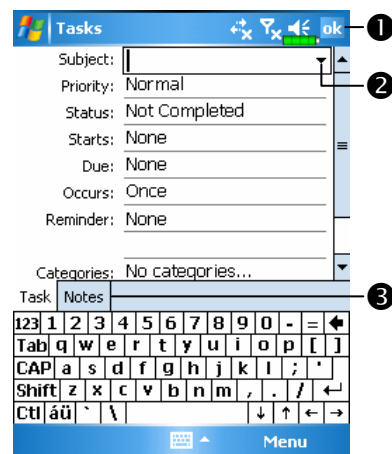 Tasks ok 1
Subject: 2
Priority: Normal
Status: Not Completed
Starts: None
Due: None
Occurs: Once
Reminder: None
Categories: No categories...
Task Notes 3
123 1 2 3 4 5 6 7 8 9 0 - =
Tab q w e r t y u i o p [ ]
CAP a s d f g h j k l ; '
Shift z x c v b n m , . /
Ctl áü ` \
Menu